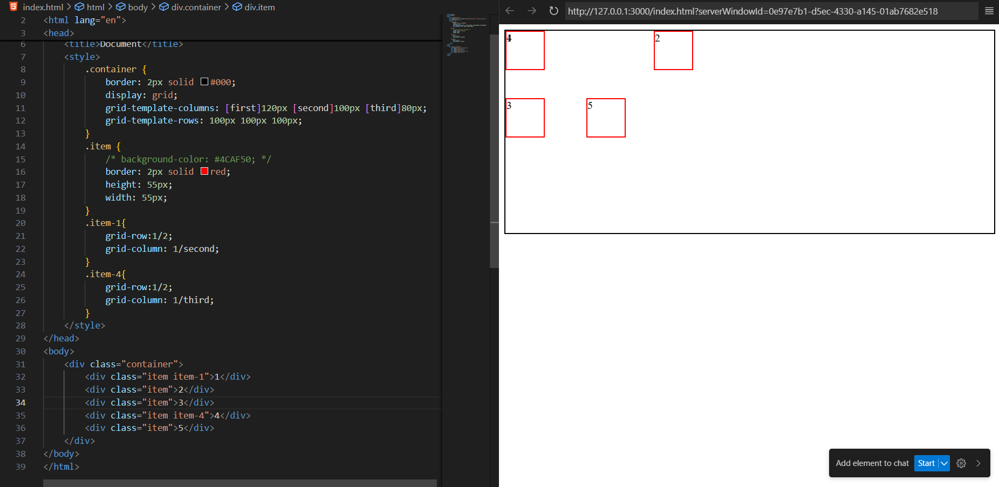 index.html > html > body > div.container > div.item
2 <html lang="en">
3 <head>
6 <title>Document</title>
7 <style>
8 .container {
9 border: 2px solid #000;
10 display: grid;
11 grid-template-columns: [first]120px [second]100px [third]80px;
12 grid-template-rows: 100px 100px 100px;
13 }
14 .item {
15 /* background-color: #4CAF50; */
16 border: 2px solid red;
17 height: 55px;
18 width: 55px;
19 }
20 .item-1{
21 grid-row:1/2;
22 grid-column: 1/second;
23 }
24 .item-4{
25 grid-row:1/2;
26 grid-column: 1/third;
27 }
28 </style>
29 </head>
30 <body>
31 <div class="container">
32 <div class="item item-1">1</div>
33 <div class="item">2</div>
34 <div class="item">3</div>
35 <div class="item item-4">4</div>
36 <div class="item">5</div>
37 </div>
38 </body>
39 </html>
http://127.0.0.1:3000/index.html?serverWindowId=0e97e7b1-d5ec-4330-a145-01ab7682e518
4 2
3 5
Add element to chat Start